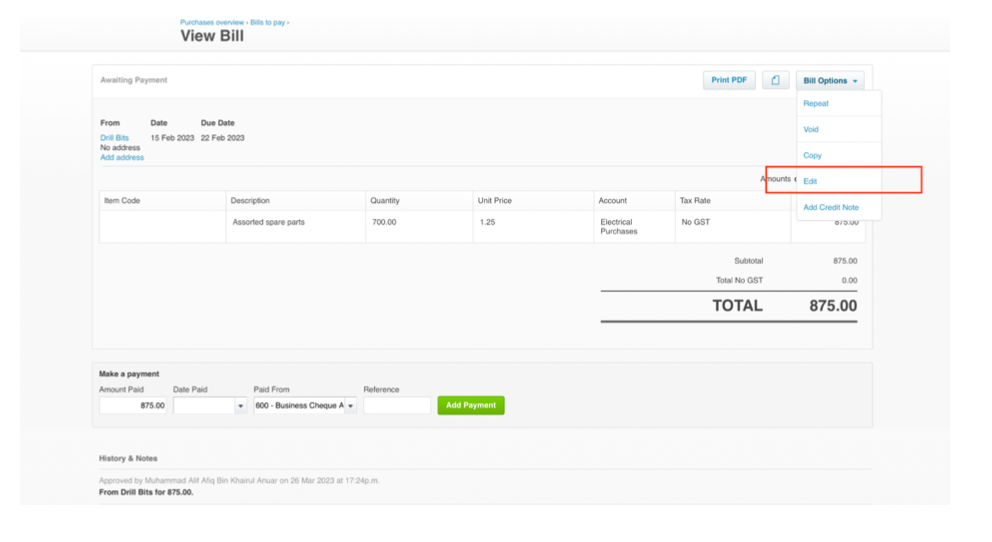 Purchases overview › Bills to pay ›
View Bill
Awaiting Payment
Print PDF
Bill Options
Repeat
Void
Copy
Edit
Add Credit Note
From Date Due Date
Drill Bits 15 Feb 2023 22 Feb 2023
No address
Add address
Amounts
Item Code Description Quantity Unit Price Account Tax Rate
Assorted spare parts 700.00 1.25 Electrical Purchases No GST 875.00
Subtotal 875.00
Total No GST 0.00
TOTAL 875.00
Make a payment
Amount Paid Date Paid Paid From Reference
875.00 600 - Business Cheque A Add Payment
History & Notes
Approved by Muhammad Alif Afiq Bin Khairul Anuar on 26 Mar 2023 at 17:24p.m.
From Drill Bits for 875.00.